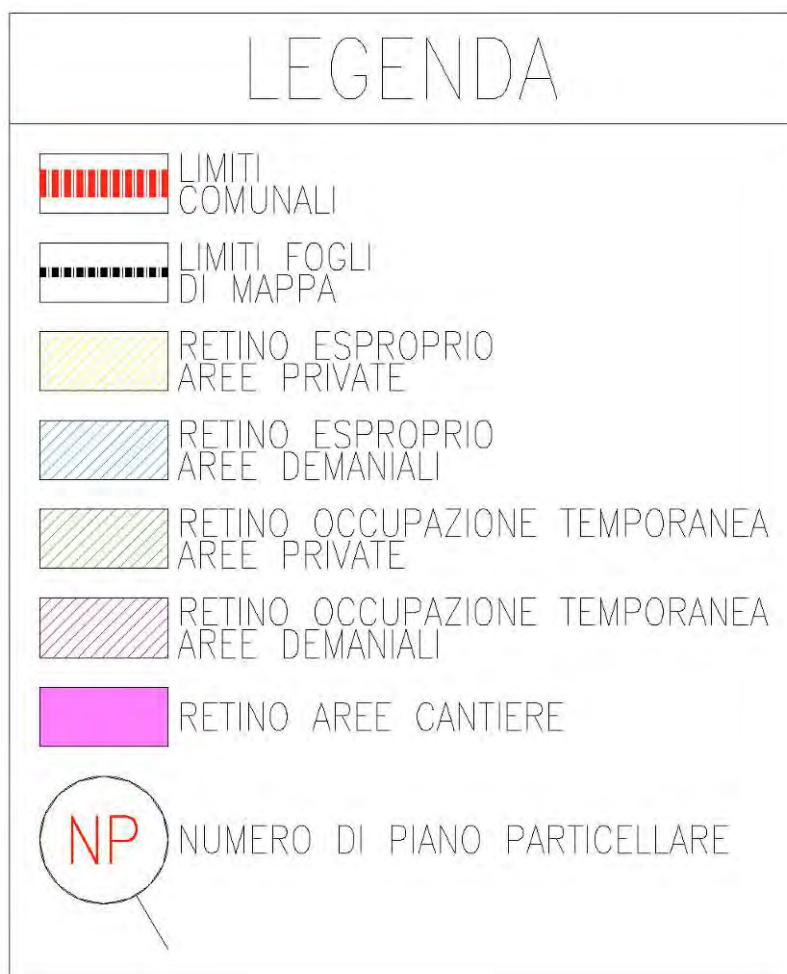 LEGENDA
LIMITI
COMUNALI
LIMITI FOGLI
DI MAPPA
RETINO ESPROPRIO
AREE PRIVATE
RETINO ESPROPRIO
AREE DEMANIALI
RETINO OCCUPAZIONE TEMPORANEA
AREE PRIVATE
RETINO OCCUPAZIONE TEMPORANEA
AREE DEMANIALI
RETINO AREE CANTIERE
NP
NUMERO DI PIANO PARTICELLARE